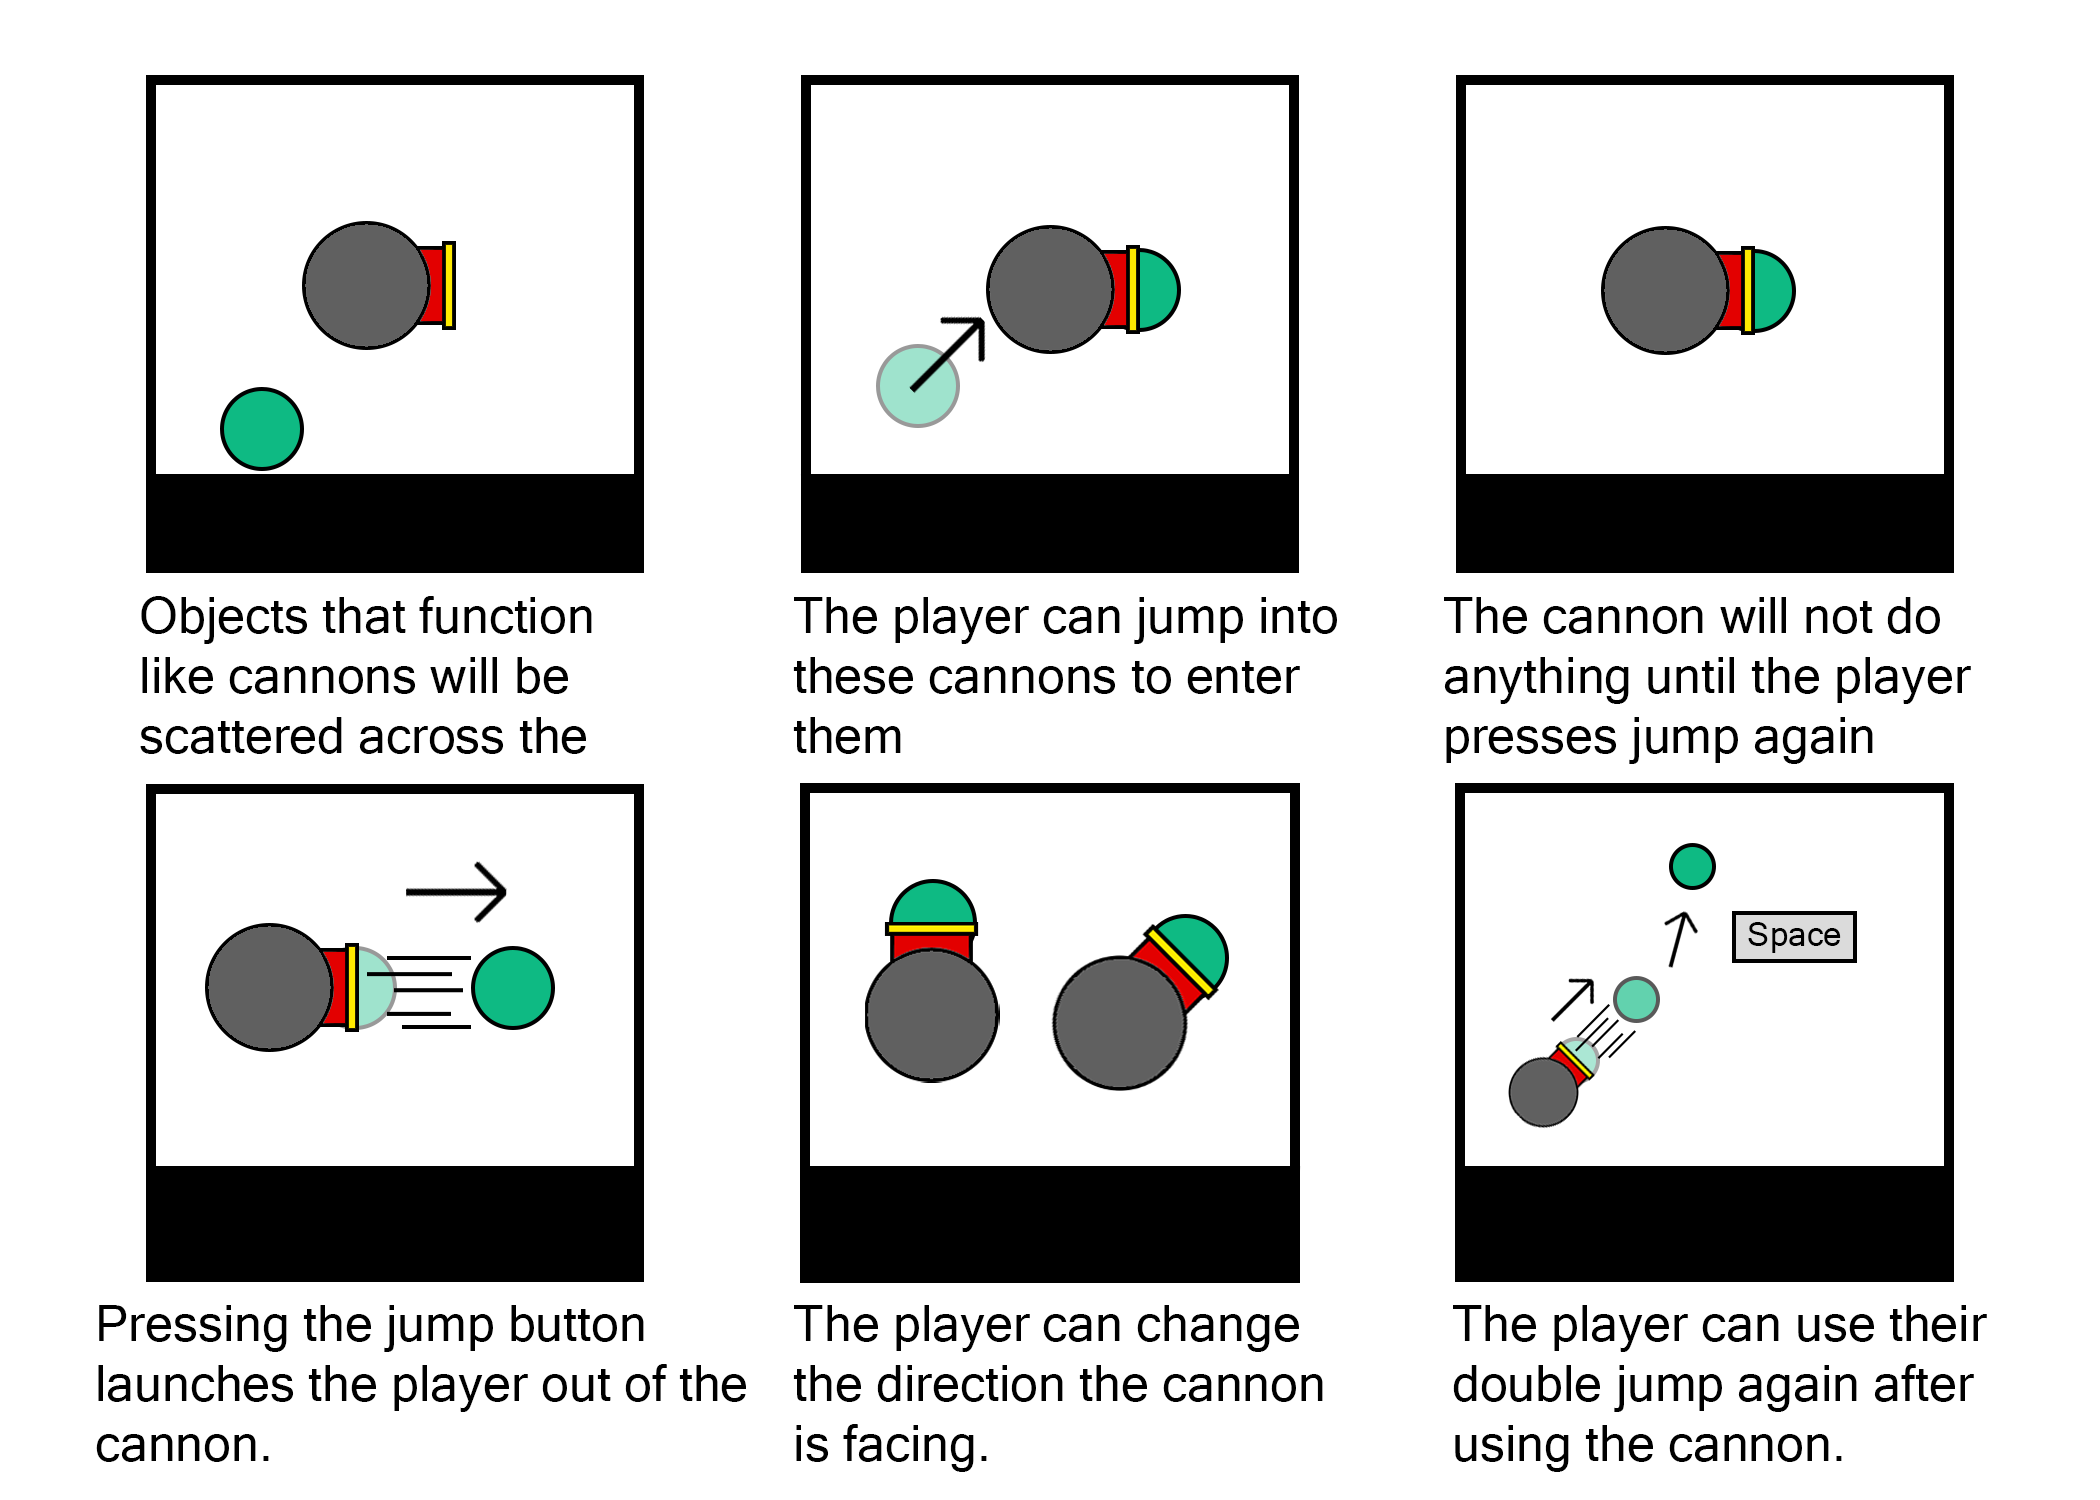 Objects that function
like cannons will be
scattered across the
The player can jump into
these cannons to enter
them
The cannon will not do
anything until the player
presses jump again
Space
Pressing the jump button
launches the player out of the
cannon.
The player can change
the direction the cannon
is facing.
The player can use their
double jump again after
using the cannon.